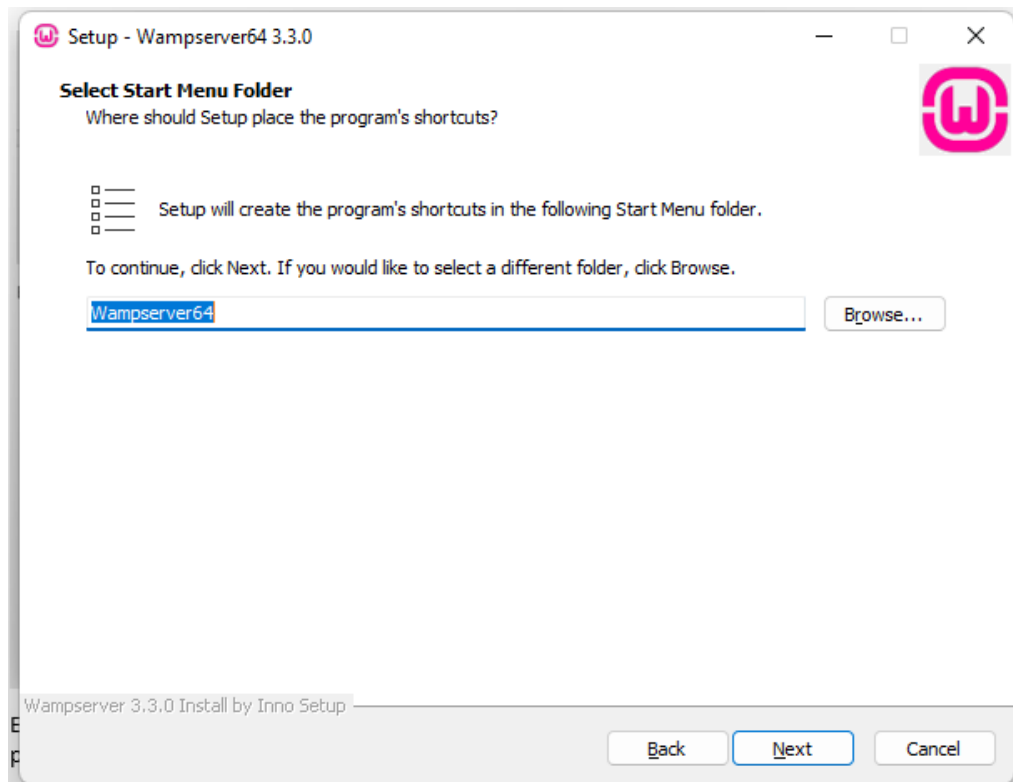 Setup - Wampserver64 3.3.0
Select Start Menu Folder
Where should Setup place the program's shortcuts?
Setup will create the program's shortcuts in the following Start Menu folder.
To continue, click Next. If you would like to select a different folder, click Browse.
Wampserver64
Browse...
Wampserver 3.3.0 Install by Inno Setup
Back
Next
Cancel